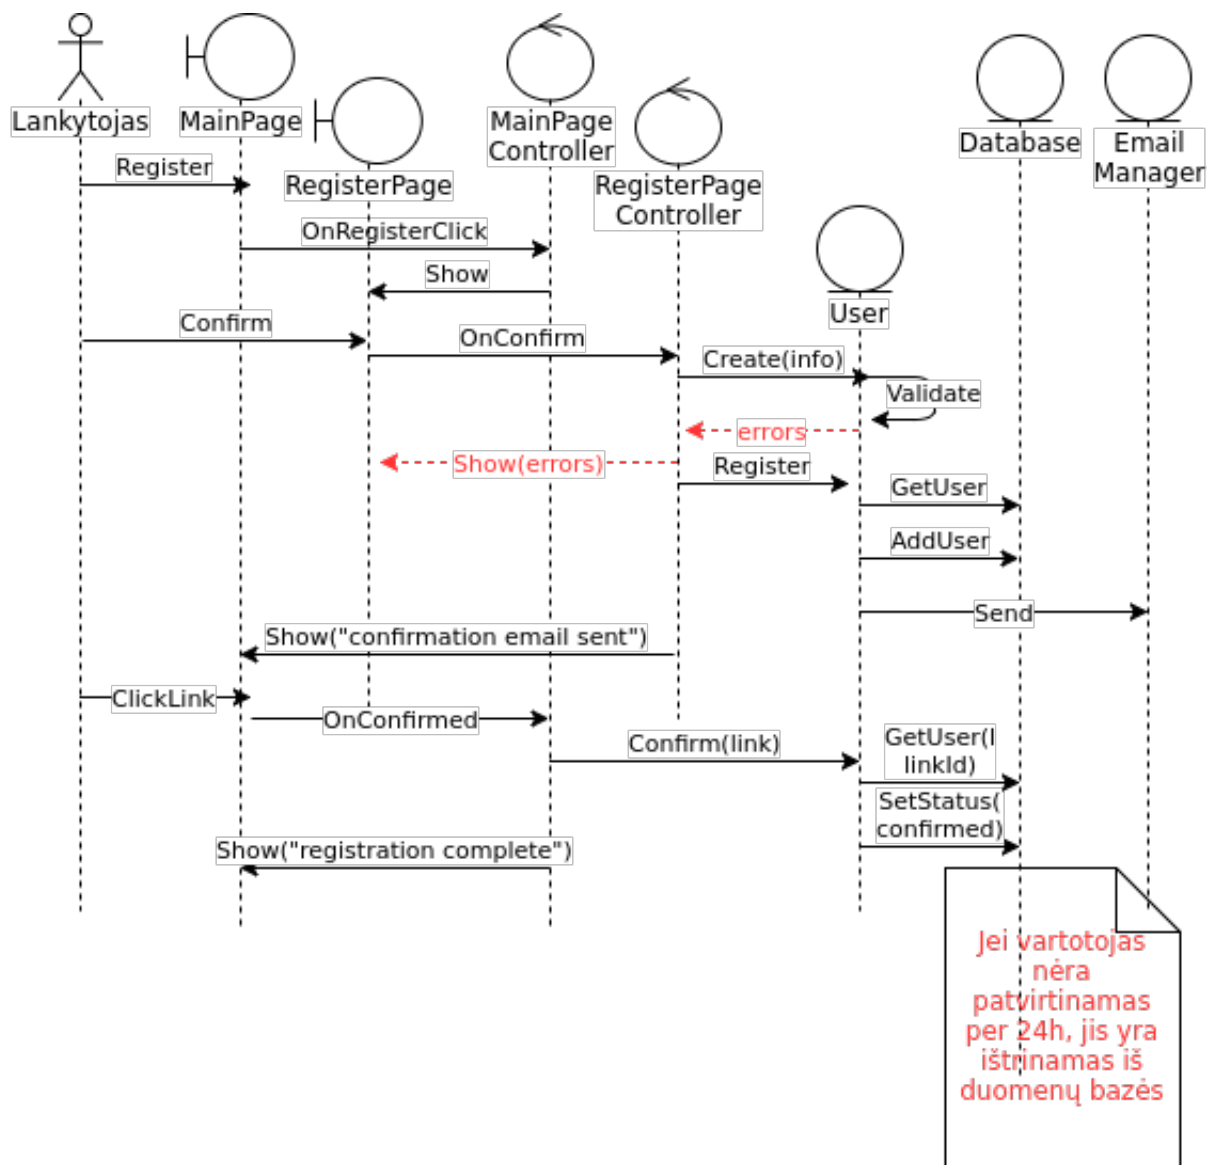 Lankytojas
MainPage
RegisterPage
MainPage
Controller
RegisterPage
Controller
User
Database
Email
Manager
Register
OnRegisterClick
Show
Confirm
OnConfirm
Create(info)
Validate
errors
Show(errors)
Register
GetUser
AddUser
Send
Show("confirmation email sent")
ClickLink
OnConfirmed
Confirm(link)
GetUser(l
linkId)
SetStatus(
confirmed)
Show("registration complete")
Jei vartotojas
nėra
patvirtinamas
per 24h, jis yra
ištrinamas iš
duomenų bazės